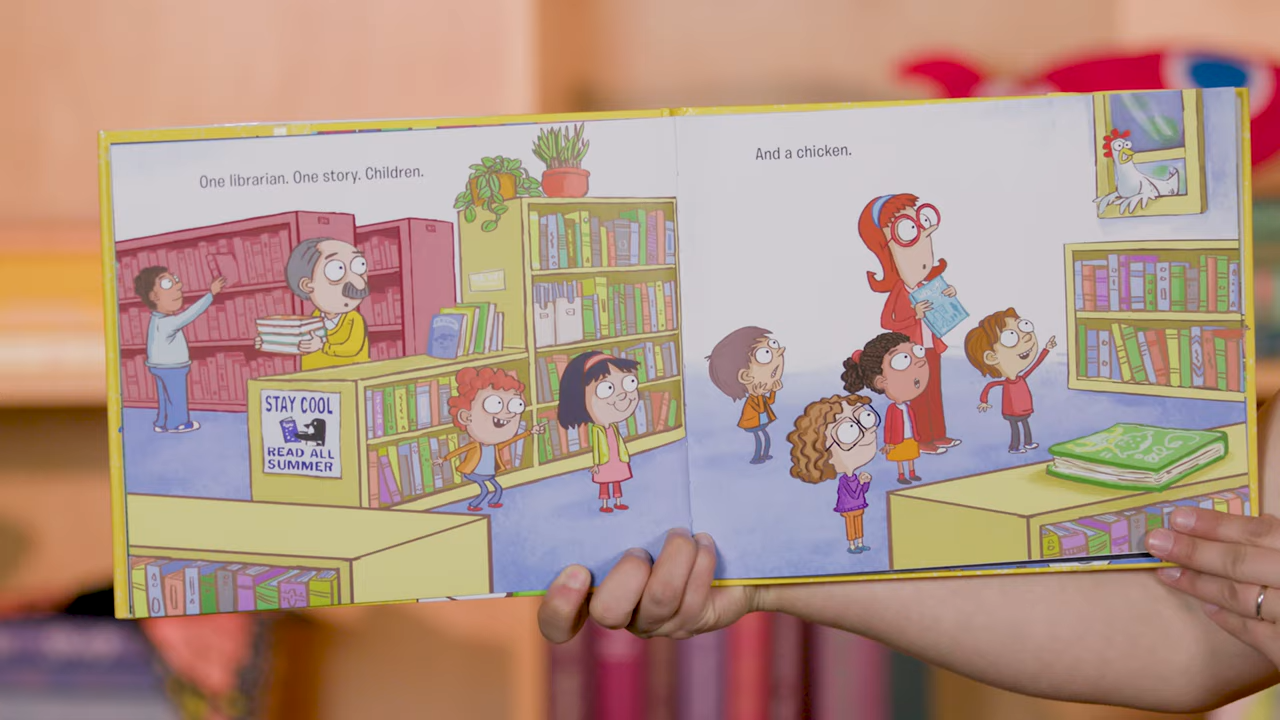 One librarian. One story. Children.
And a chicken.
STAY COOL
READ ALL
SUMMER